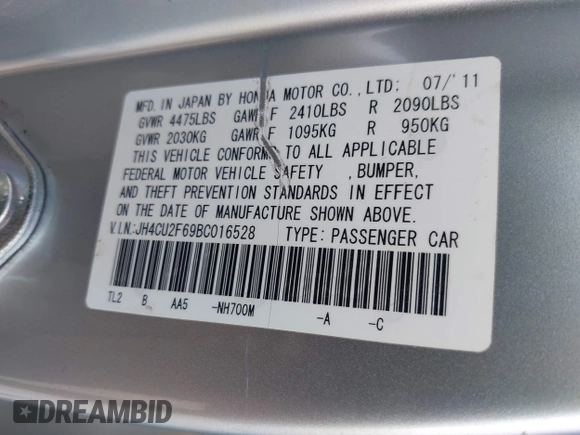 MFD. IN JAPAN BY HONDA MOTOR CO.,LTD: 07/'11
GVWR 4475LBS GAWR F 2410LBS R 2090LBS
GVWR 2030KG GAWR F 1095KG R 950KG
THIS VEHICLE CONFORMS TO ALL APPLICABLE
FEDERAL MOTOR VEHICLE SAFETY ,BUMPER,
AND THEFT PREVENTION STANDARDS IN EFFECT
ON THE DATE OF MANUFACTURE SHOWN ABOVE.
V.I.N.:JH4CU2F69BC016528 TYPE:PASSENGER CAR
TL2 B AA5 -NH700M -A -C
DREAMBID